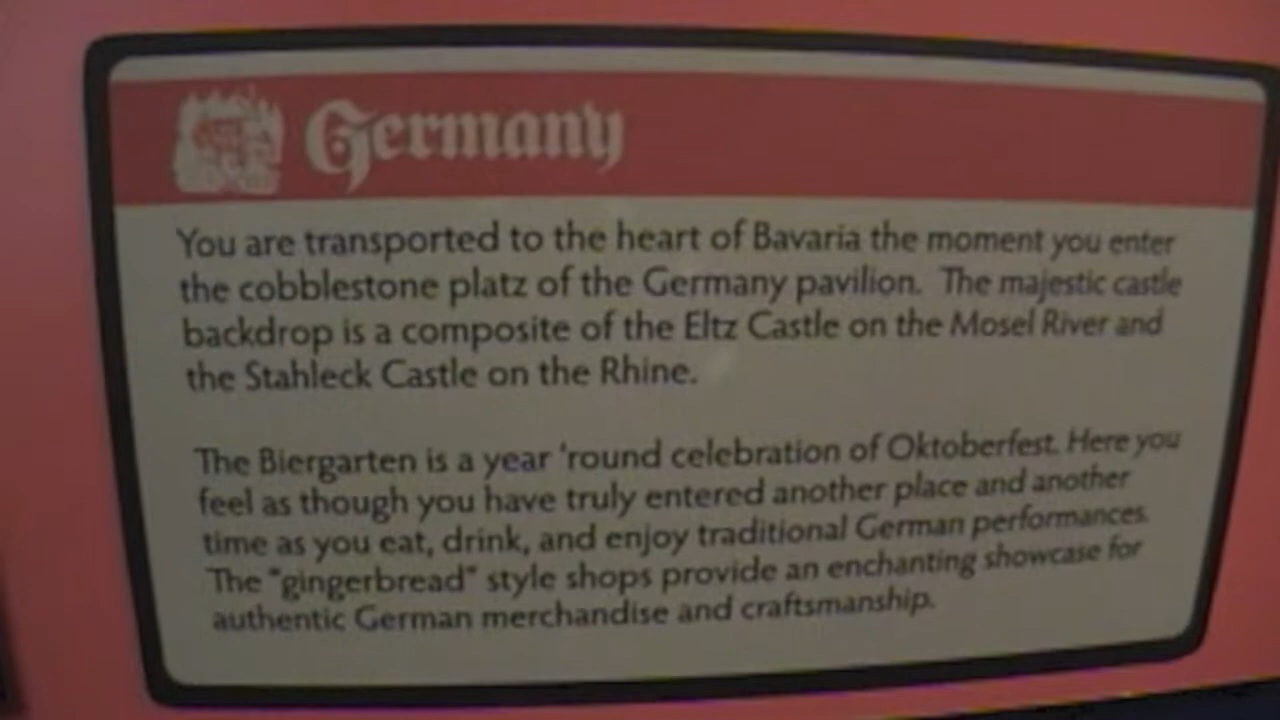 Germany
You are transported to the heart of Bavaria the moment you enter
the cobblestone platz of the Germany pavilion. The majestic castle
backdrop is a composite of the Eltz Castle on the Mosel River and
the Stahleck Castle on the Rhine.
The Biergarten is a year 'round celebration of Oktoberfest. Here you
feel as though you have truly entered another place and another
time as you eat, drink, and enjoy traditional German performances.
The "gingerbread" style shops provide an enchanting showcase for
authentic German merchandise and craftsmanship.